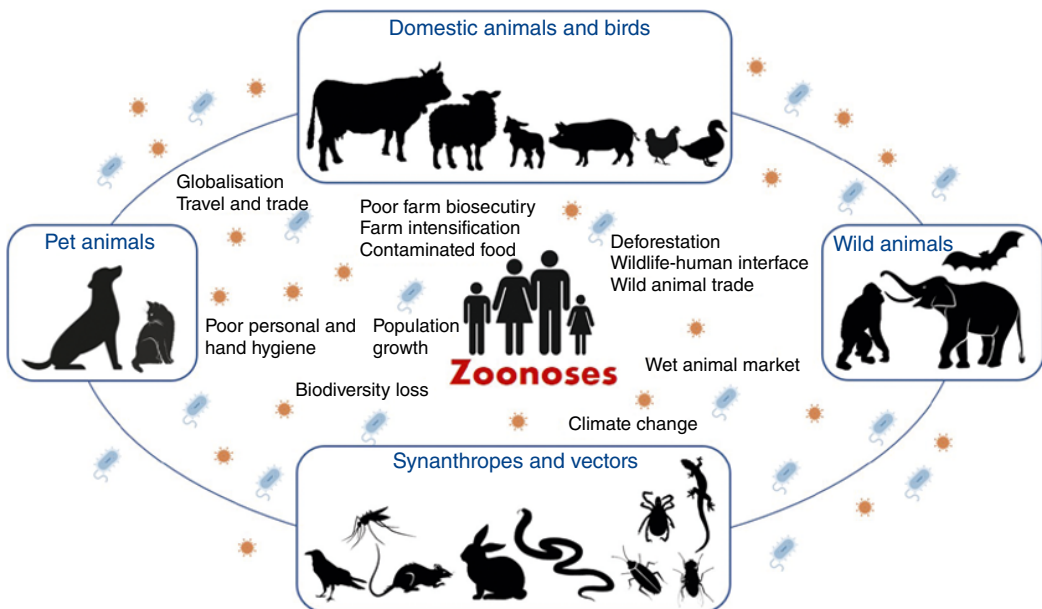 Domestic animals and birds
Globalisation
Travel and trade
Poor farm biosecutiry
Farm intensification
Contaminated food
Deforestation
Wildlife-human interface
Wild animal trade
Pet animals
Wild animals
Poor personal and
hand hygiene
Population
growth
Zoonoses
Wet animal market
Biodiversity loss
Climate change
Synanthropes and vectors